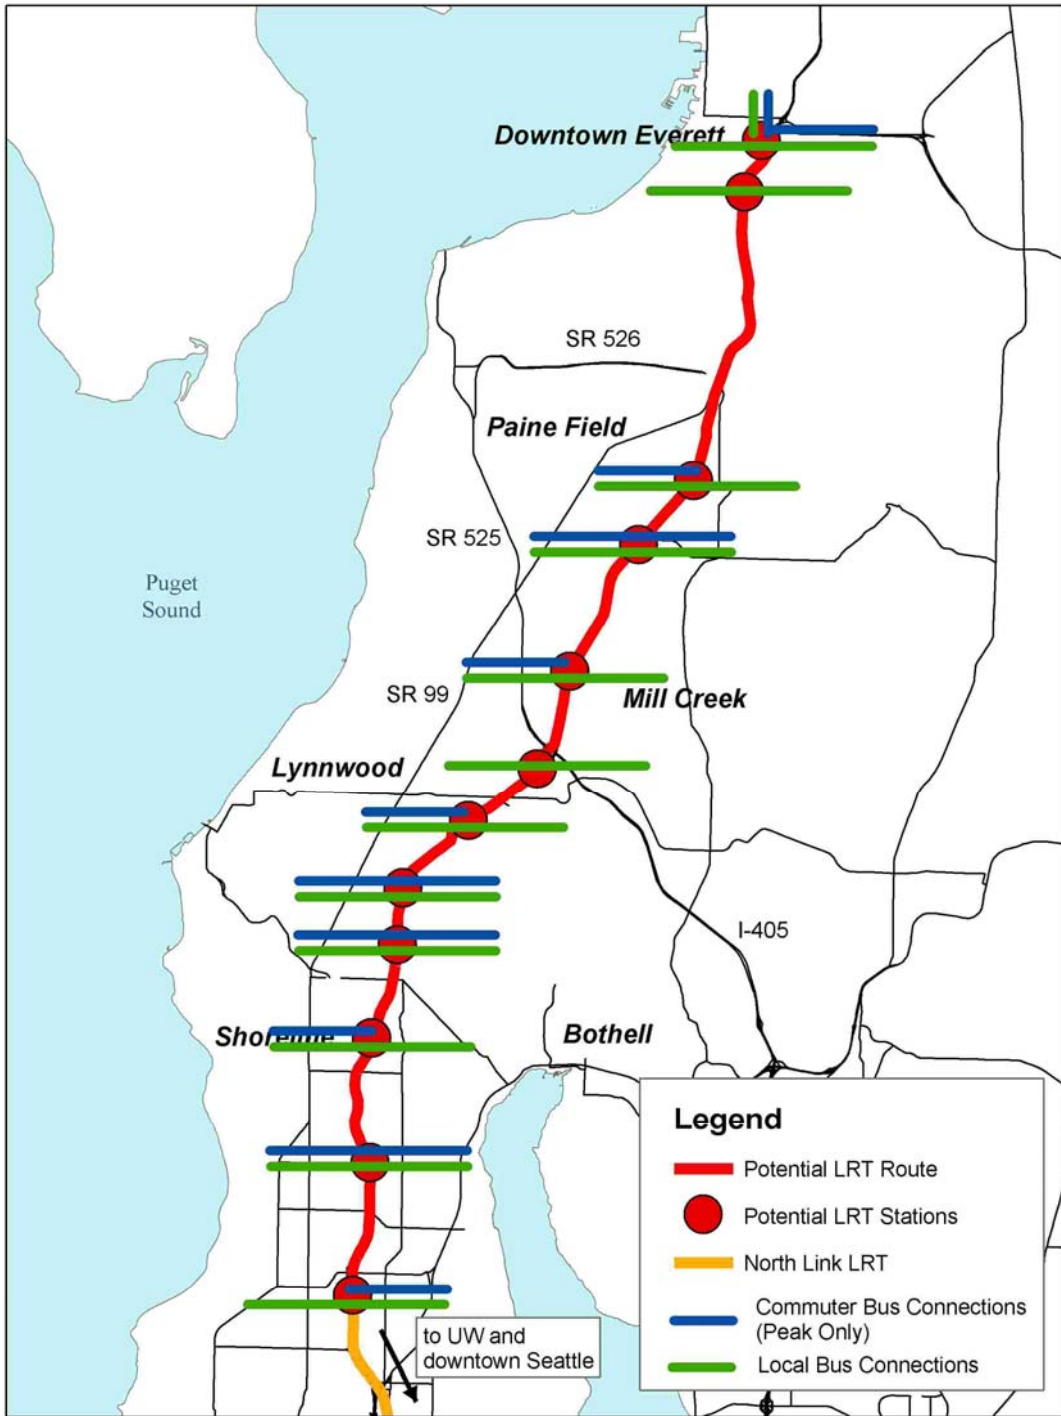 Downtown Everett
SR 526
Paine Field
SR 525
Puget
Sound
SR 99
Mill Creek
Lynnwood
I-405
Shoreline
Bothell
Legend
Potential LRT Route
Potential LRT Stations
North Link LRT
Commuter Bus Connections
(Peak Only)
Local Bus Connections
to UW and
downtown Seattle